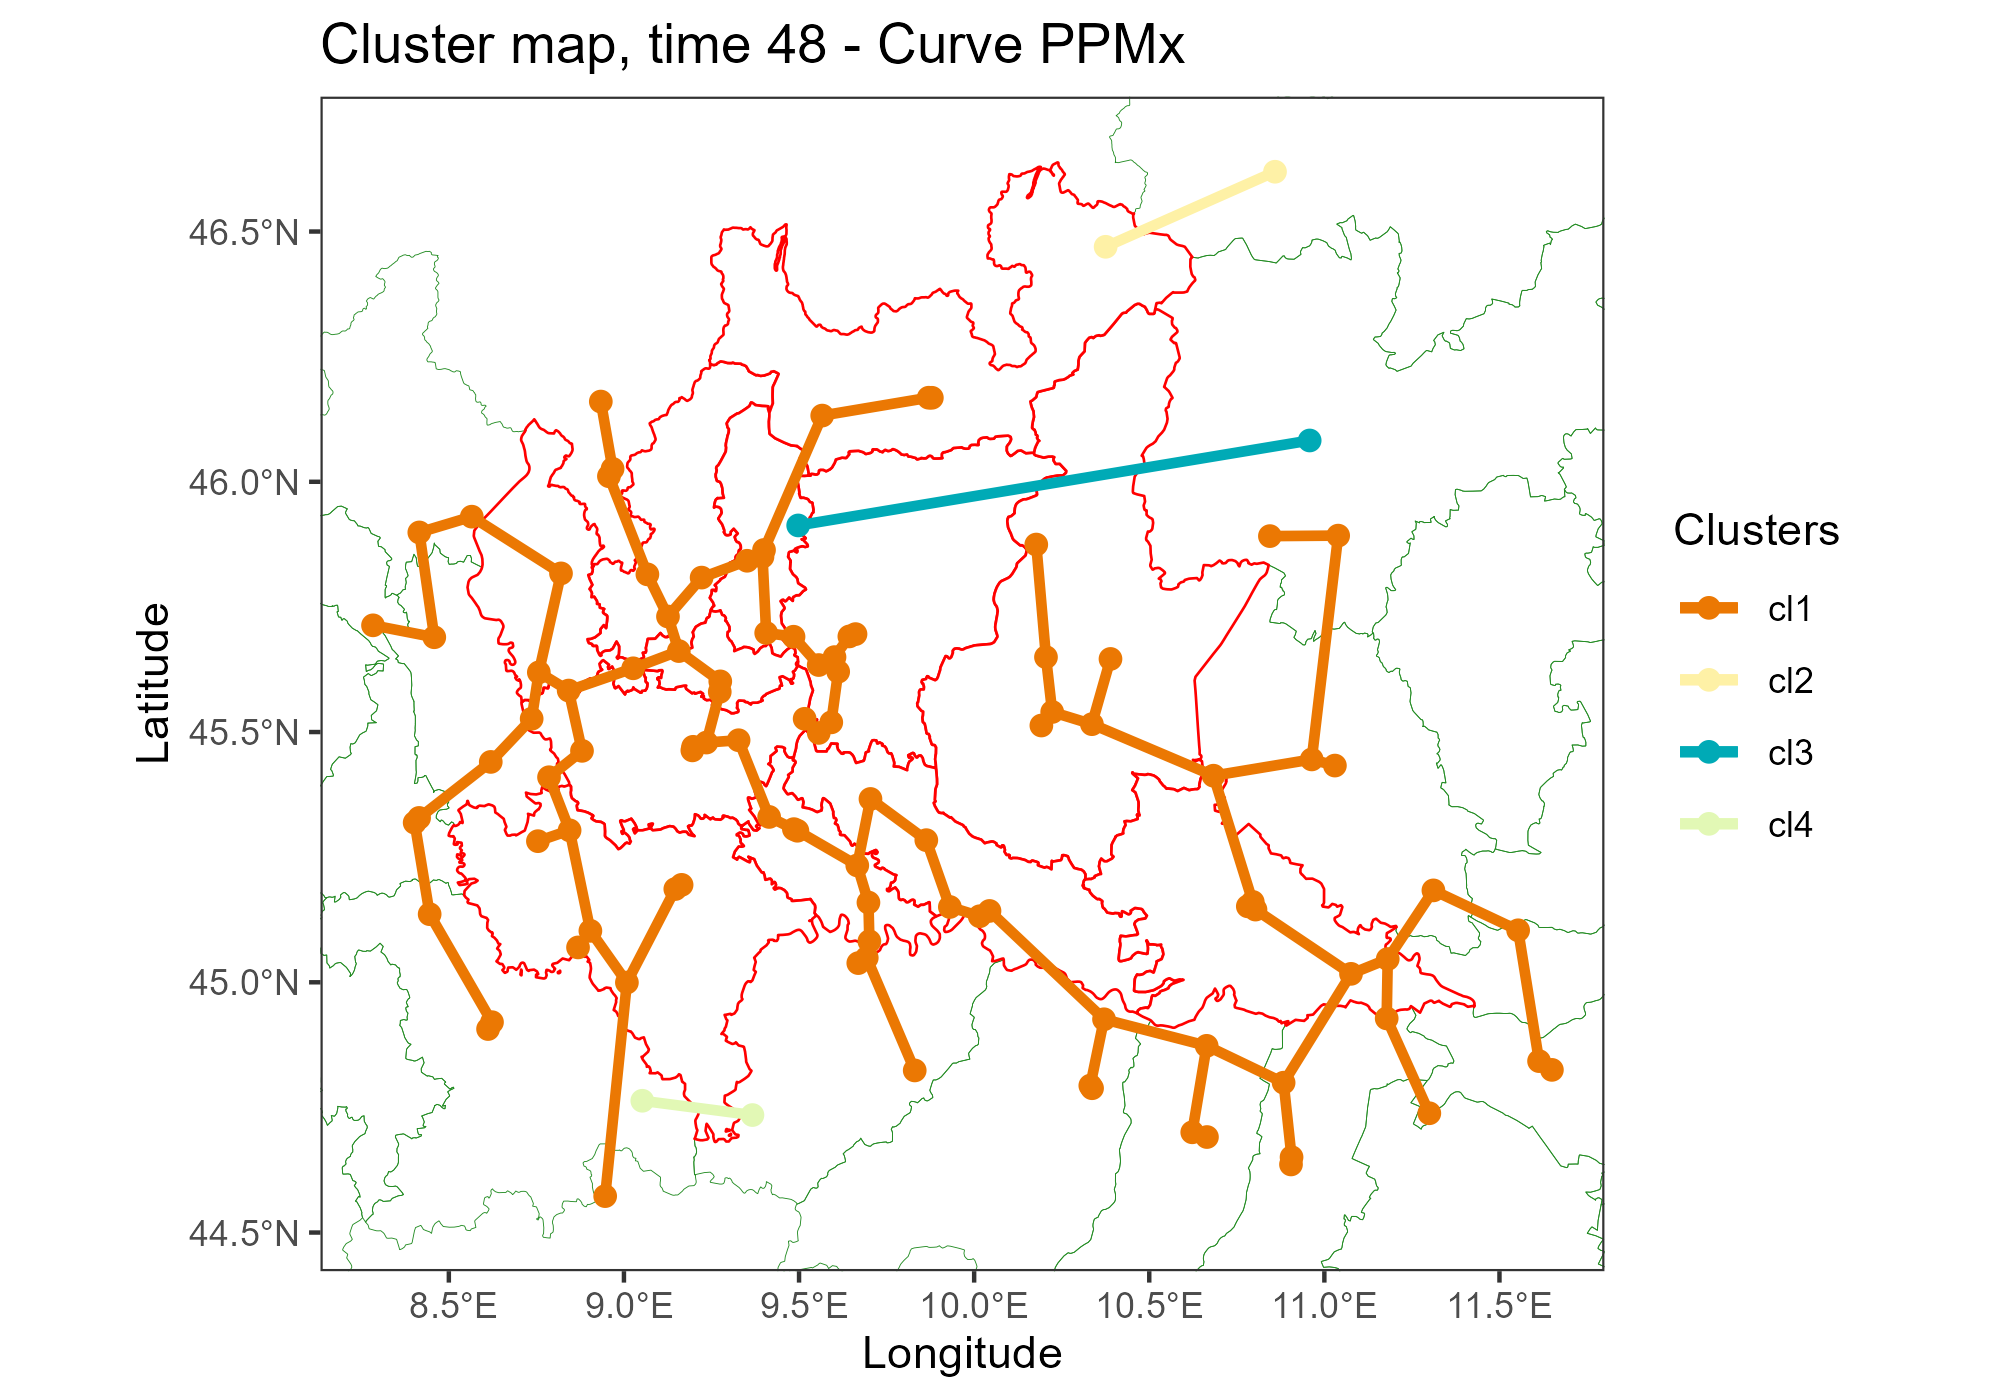 Cluster map, time 48 - Curve PPMx
46.5°N
46.0°N
45.5°N
45.0°N
44.5°N
Latitude
8.5°E 9.0°E 9.5°E 10.0°E 10.5°E 11.0°E 11.5°E
Longitude
Clusters
cl1
cl2
cl3
cl4